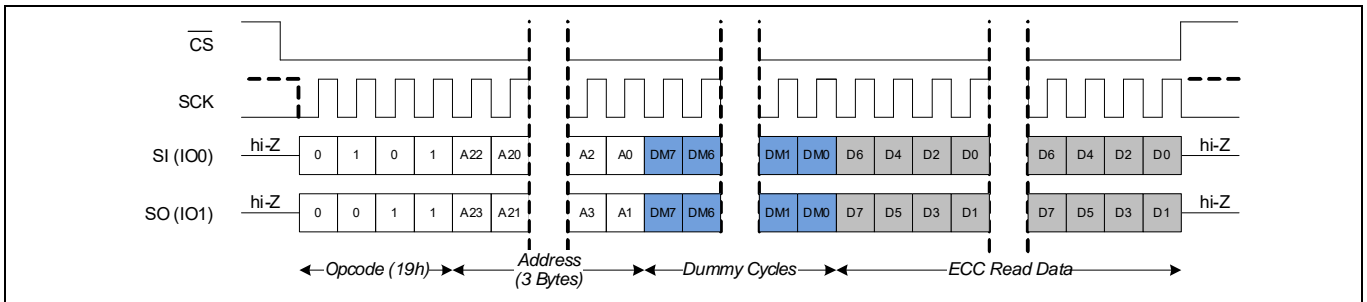 CS
SCK
SI (IO0) hi-Z 0 1 0 1 A22 A20 A2 A0 DM7 DM6 DM1 DM0 D6 D4 D2 D0 D6 D4 D2 D0 hi-Z
SO (IO1) hi-Z 0 0 1 1 A23 A21 A3 A1 DM7 DM6 DM1 DM0 D7 D5 D3 D1 D7 D5 D3 D1 hi-Z
Opcode (19h) Address Dummy Cycles ECC Read Data
(3 Bytes)